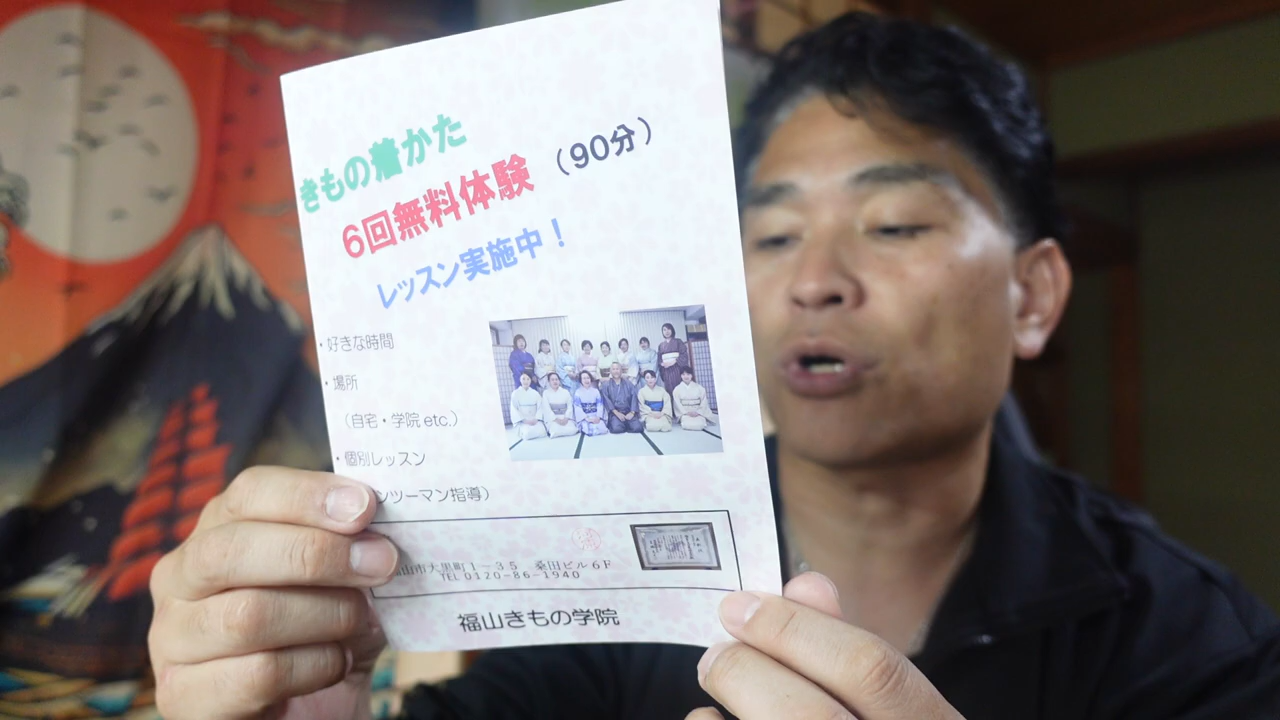 きもの着かた
6回無料体験 (90分)
レッスン実施中!
・好きな時間
・場所
(自宅・学院 etc.)
・個別レッスン
ンツーマン指導)
山市大黒町1-35 桑田ビル6F
TEL 0120-86-1940
福山きもの学院